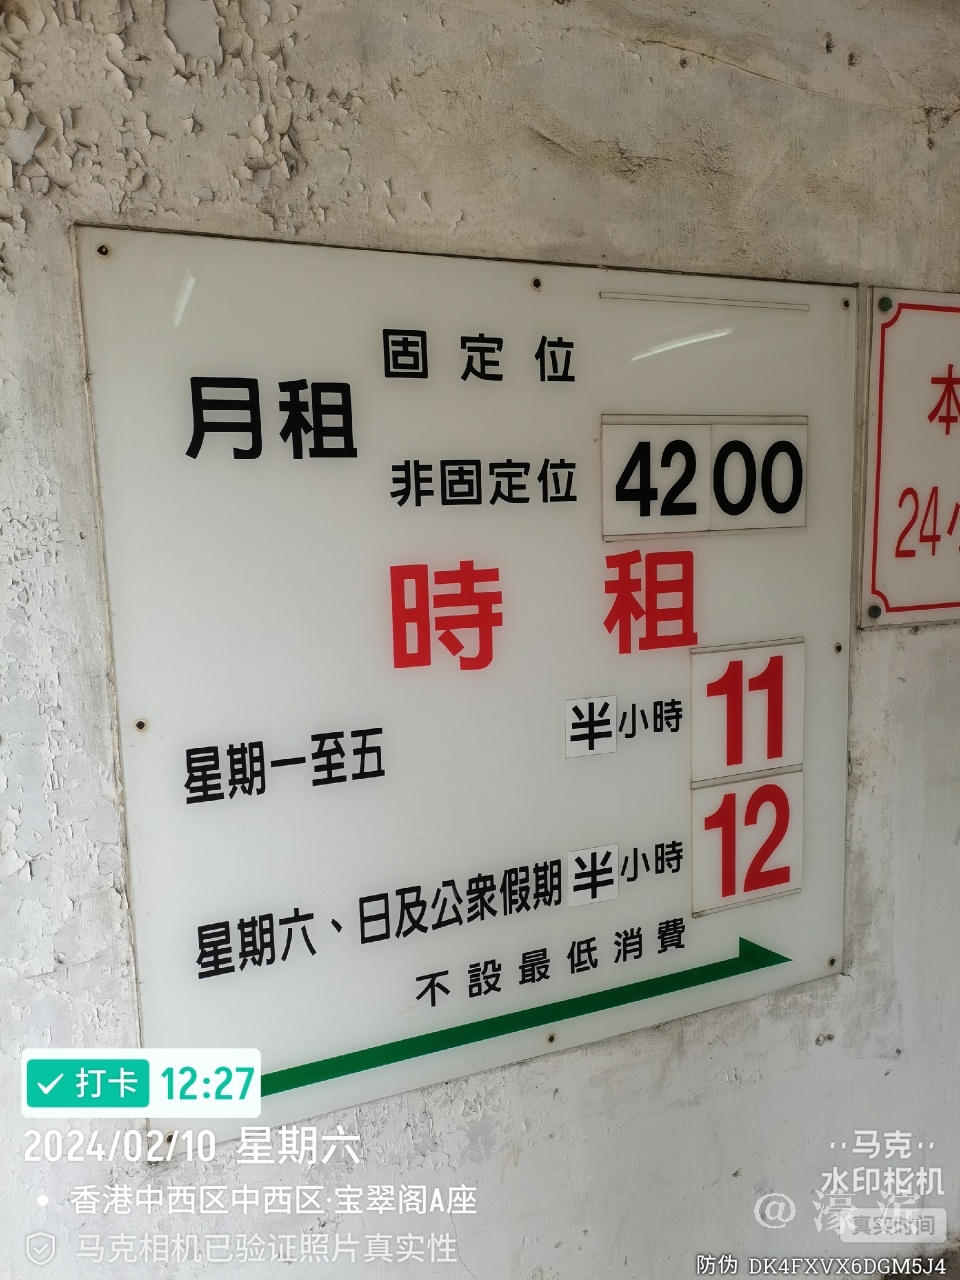 固定位
月租
非固定位 4200
時租
星期一至五 半小時 11
星期六、日及公衆假期 半小時 12
不設最低消費
本
24小
打卡 12:27
2024/02/10 星期六
香港中西区中西区·宝翠阁A座
马克相机已验证照片真实性
马克
水印相机
真实时间
防伪 DK4FXVX6DGM5J4